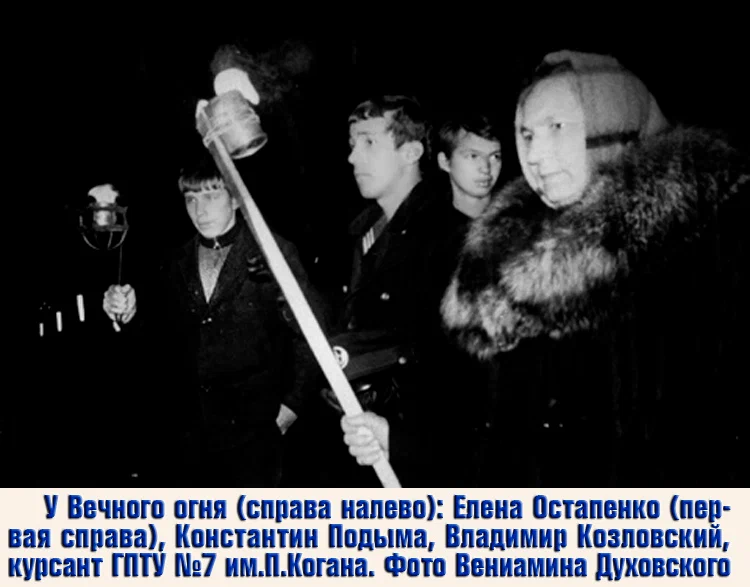 У Вечного огня (справа налево): Елена Остапенко (пер-
вая справа), Константин Подыма, Владимир Козловский,
курсант ГПТУ №7 им.П.Когана. Фото Вениамина Духовского